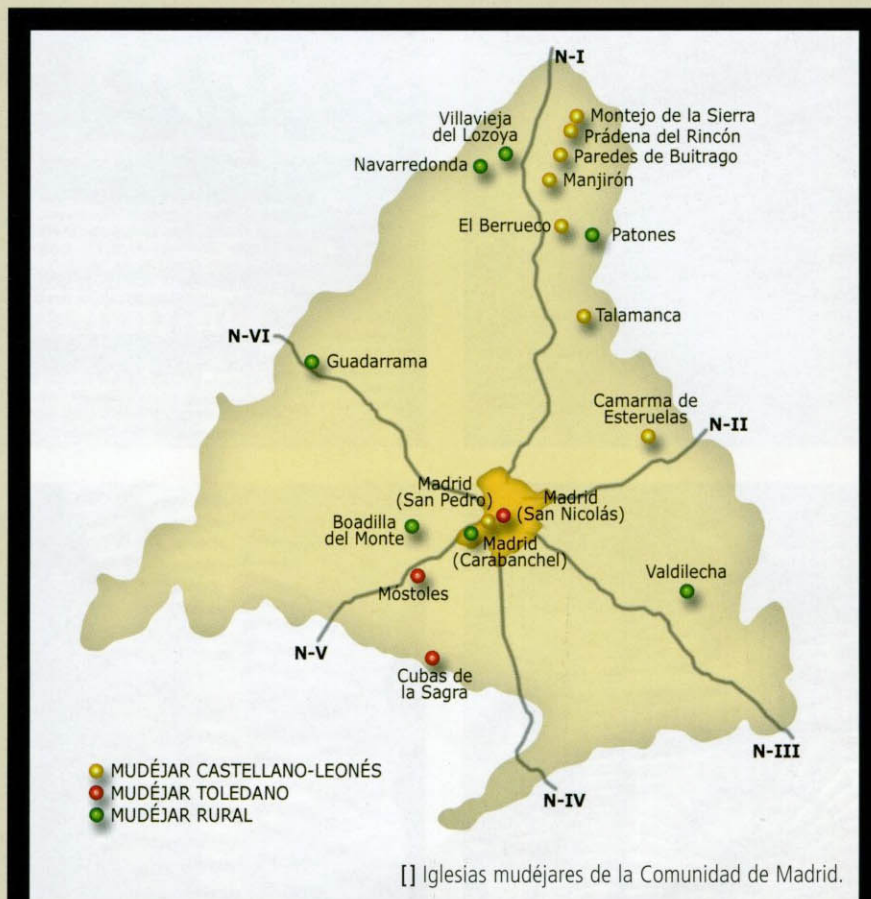 N-I
Montejo de la Sierra
Prádena del Rincón
Paredes de Buitrago
Manjirón
Villavieja
del Lozoya
Navarredonda
El Berrueco
Patones
Talamanca
N-VI
Guadarrama
Camarma de
Esteruelas
N-II
Madrid
(San Pedro)
Madrid
(San Nicolás)
Boadilla
del Monte
Madrid
(Carabanchel)
Valdilecha
Móstoles
N-V
Cubas de
la Sagra
N-III
N-IV
MUDÉJAR CASTELLANO-LEONÉS
MUDÉJAR TOLEDANO
MUDÉJAR RURAL
[] Iglesias mudéjares de la Comunidad de Madrid.